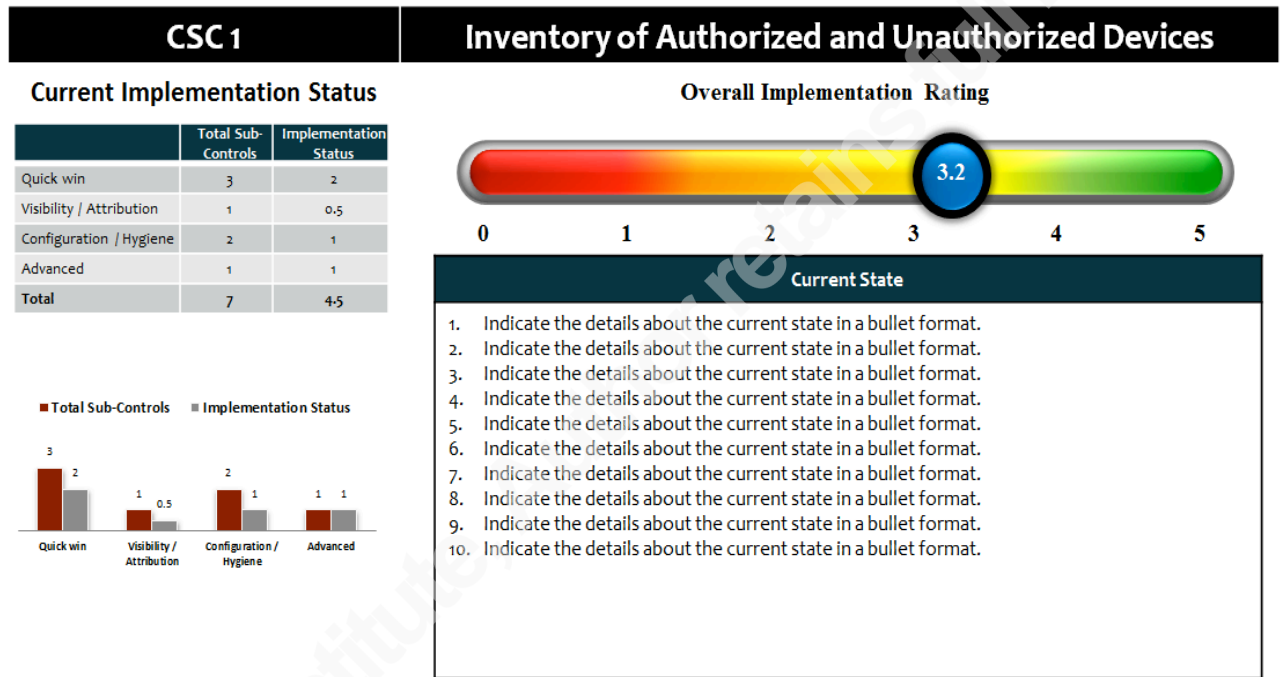 CSC 1
Inventory of Authorized and Unauthorized Devices
Current Implementation Status
Total Sub-Controls Implementation Status
Quick win 3 2
Visibility / Attribution 1 0.5
Configuration / Hygiene 2 1
Advanced 1 1
Total 7 4.5
Total Sub-Controls Implementation Status
3
2
1
0.5
2
1
1 1
Quick win Visibility / Attribution Configuration / Hygiene Advanced
Overall Implementation Rating
3.2
0 1 2 3 4 5
Current State
1. Indicate the details about the current state in a bullet format.
2. Indicate the details about the current state in a bullet format.
3. Indicate the details about the current state in a bullet format.
4. Indicate the details about the current state in a bullet format.
5. Indicate the details about the current state in a bullet format.
6. Indicate the details about the current state in a bullet format.
7. Indicate the details about the current state in a bullet format.
8. Indicate the details about the current state in a bullet format.
9. Indicate the details about the current state in a bullet format.
10. Indicate the details about the current state in a bullet format.
retains